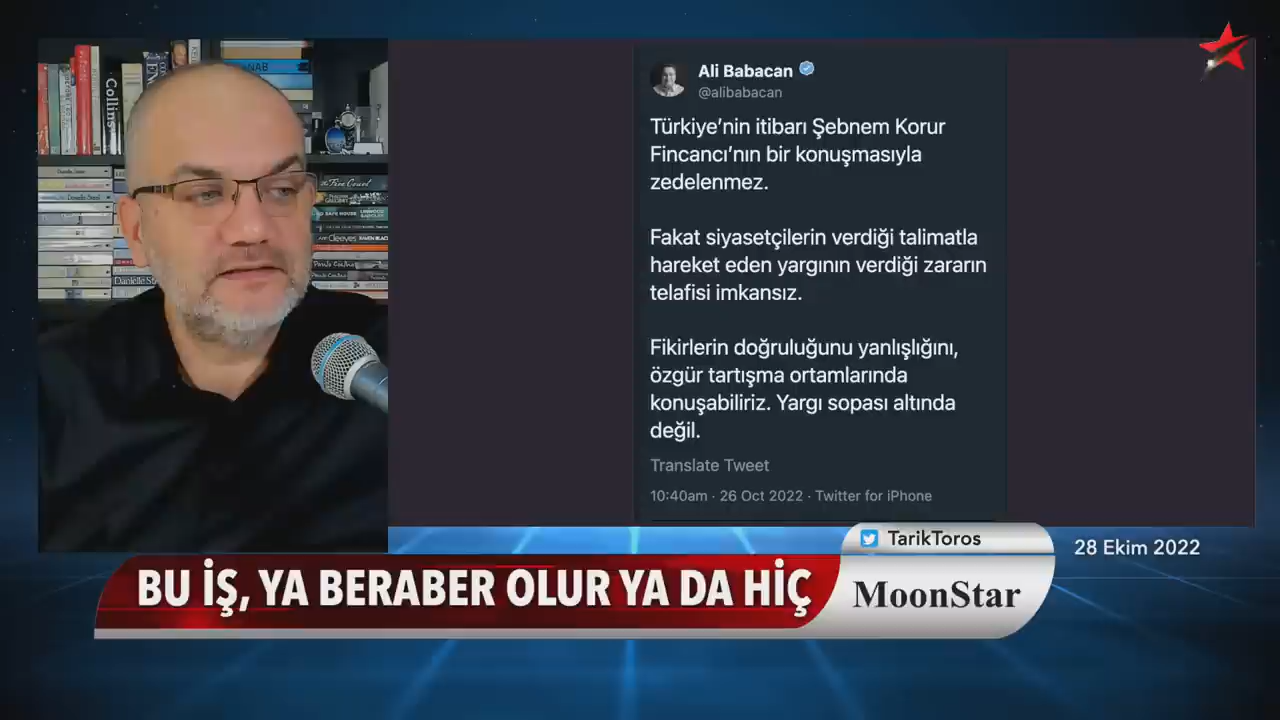 Ali Babacan
@alibabacan
Türkiye'nin itibarı Şebnem Korur
Fincancı'nın bir konuşmasıyla
zedelenmez.
Fakat siyasetçilerin verdiği talimatla
hareket eden yargının verdiği zararın
telafisi imkansız.
Fikirlerin doğruluğunu yanlışlığını,
özgür tartışma ortamlarında
konuşabiliriz. Yargı sopası altında
değil.
Translate Tweet
10:40am · 26 Oct 2022 · Twitter for iPhone
TarikToros
28 Ekim 2022
BU İŞ, YA BERABER OLUR YA DA HİÇ
MoonStar
Collins